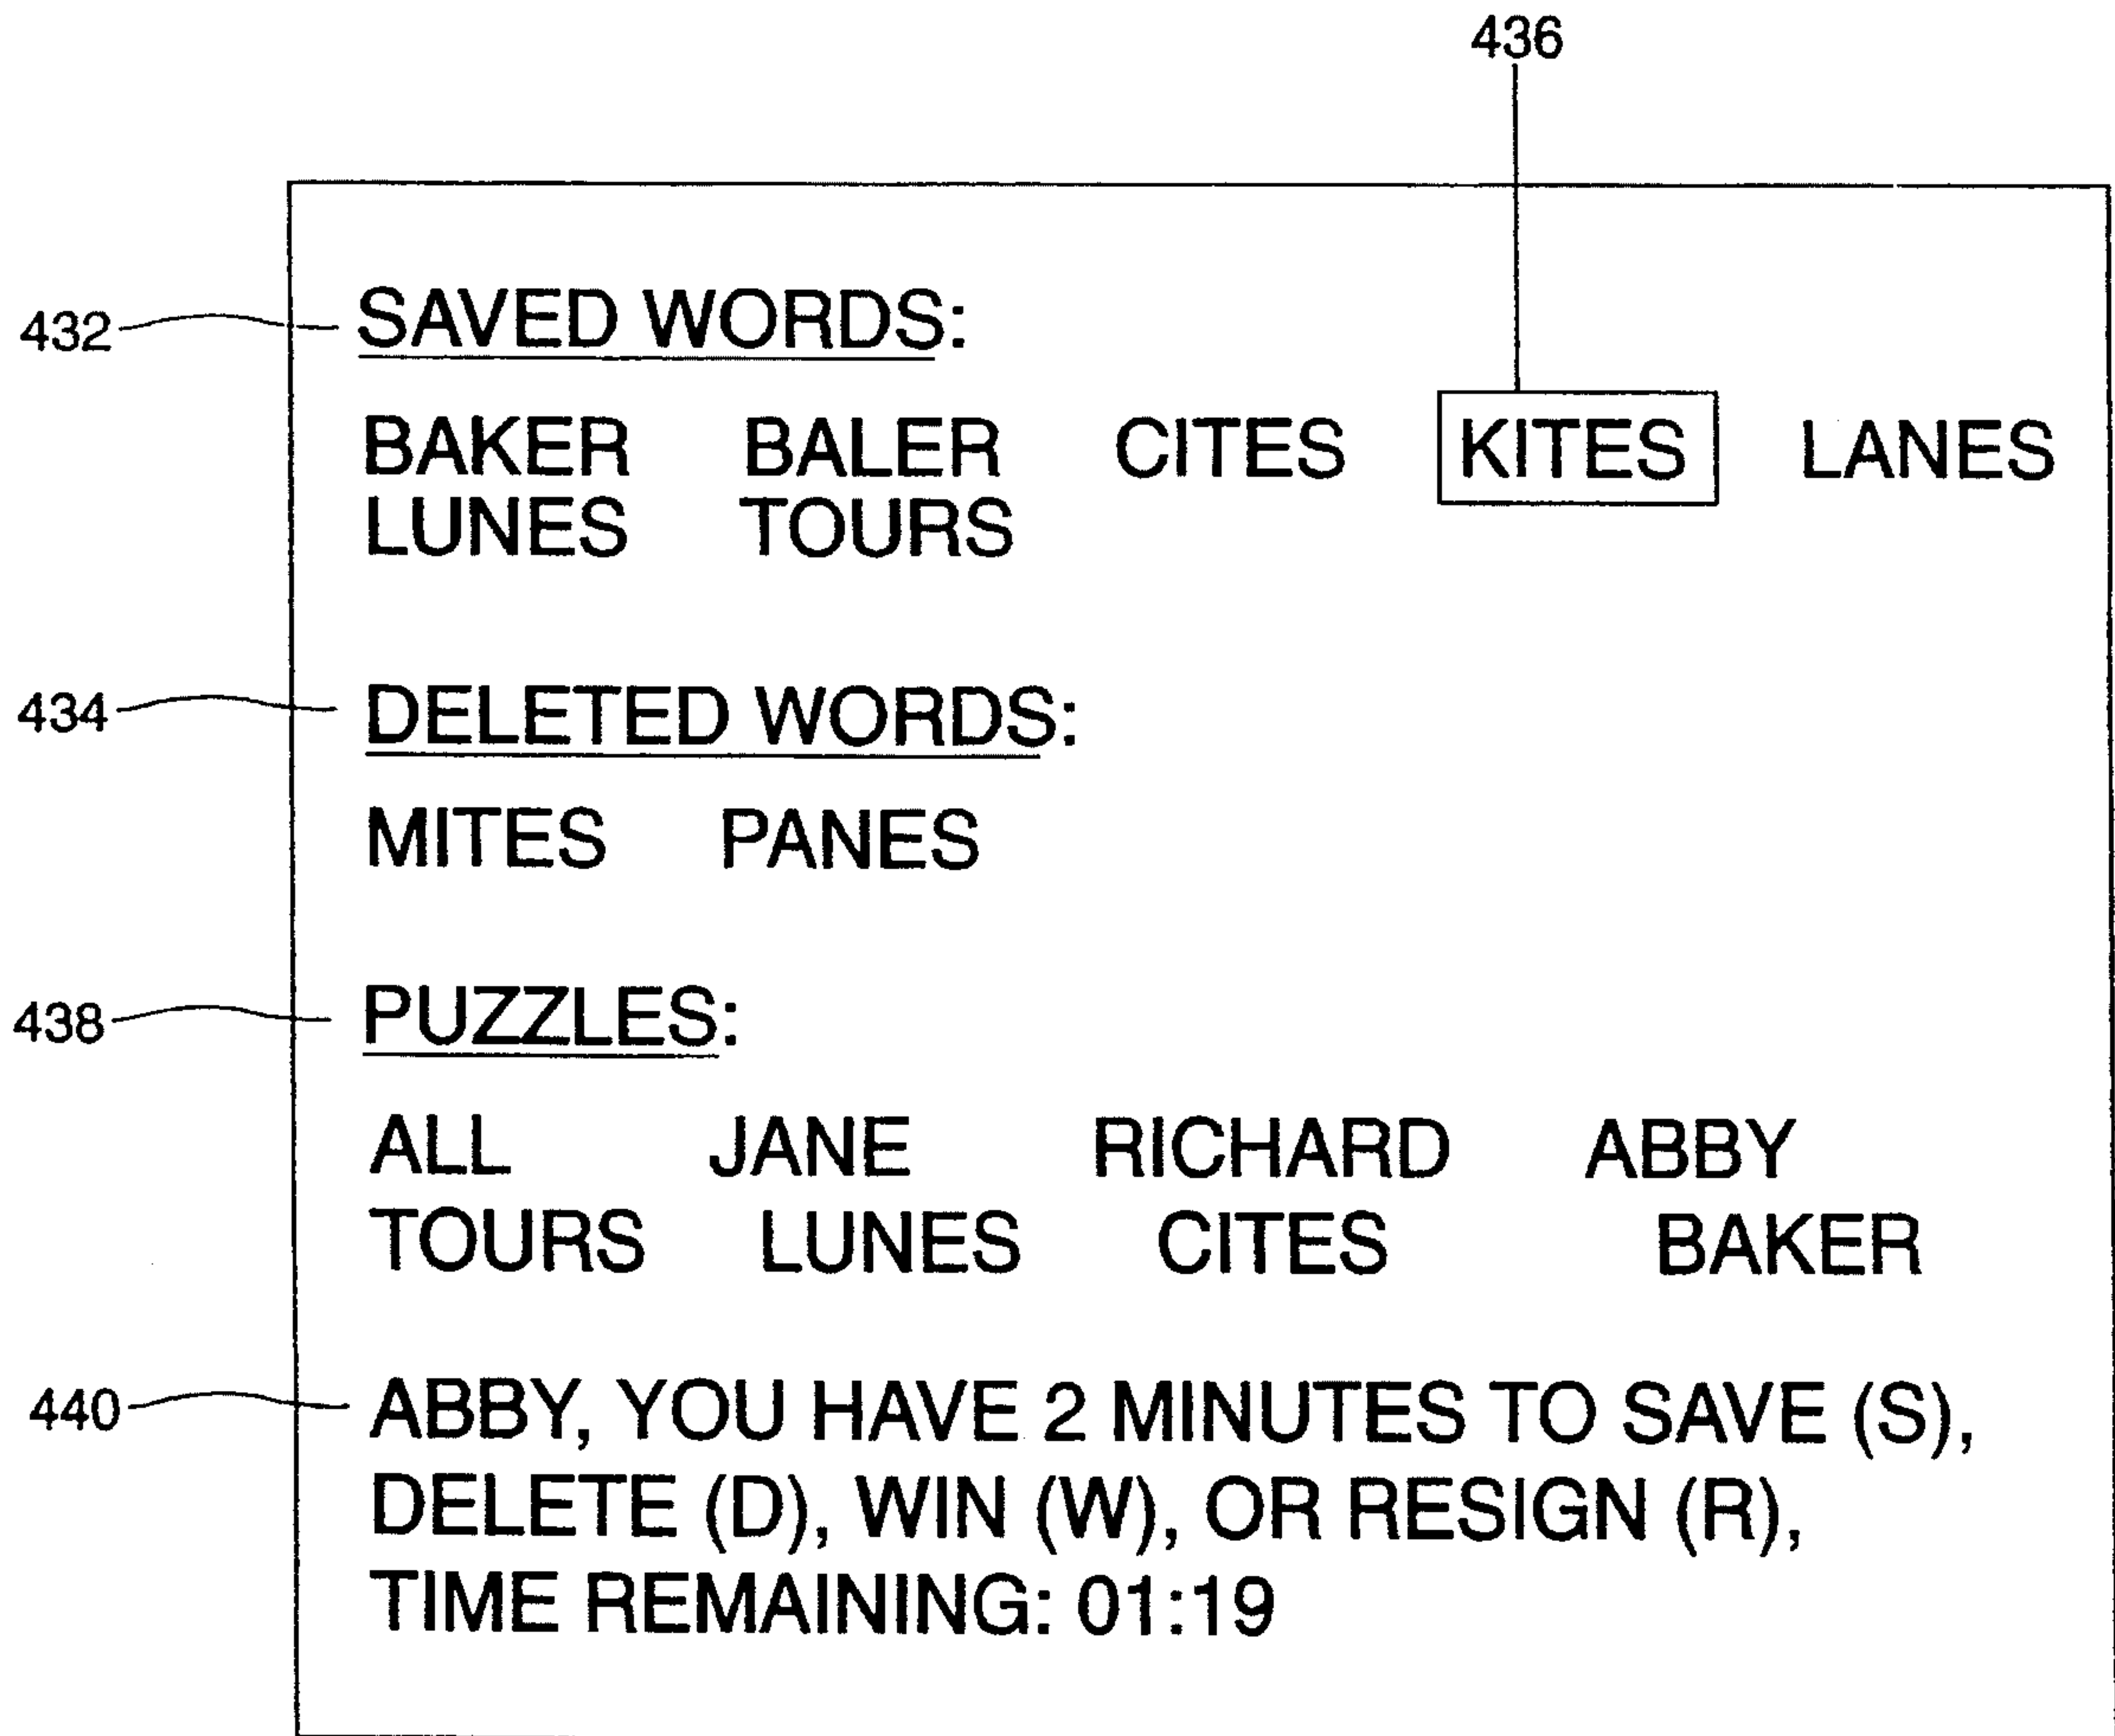 436
432 SAVED WORDS:
BAKER BALER CITES KITES LANES
LUNES TOURS
434 DELETED WORDS:
MITES PANES
438 PUZZLES:
ALL JANE RICHARD ABBY
TOURS LUNES CITES BAKER
440 ABBY, YOU HAVE 2 MINUTES TO SAVE (S),
DELETE (D), WIN (W), OR RESIGN (R),
TIME REMAINING: 01:19